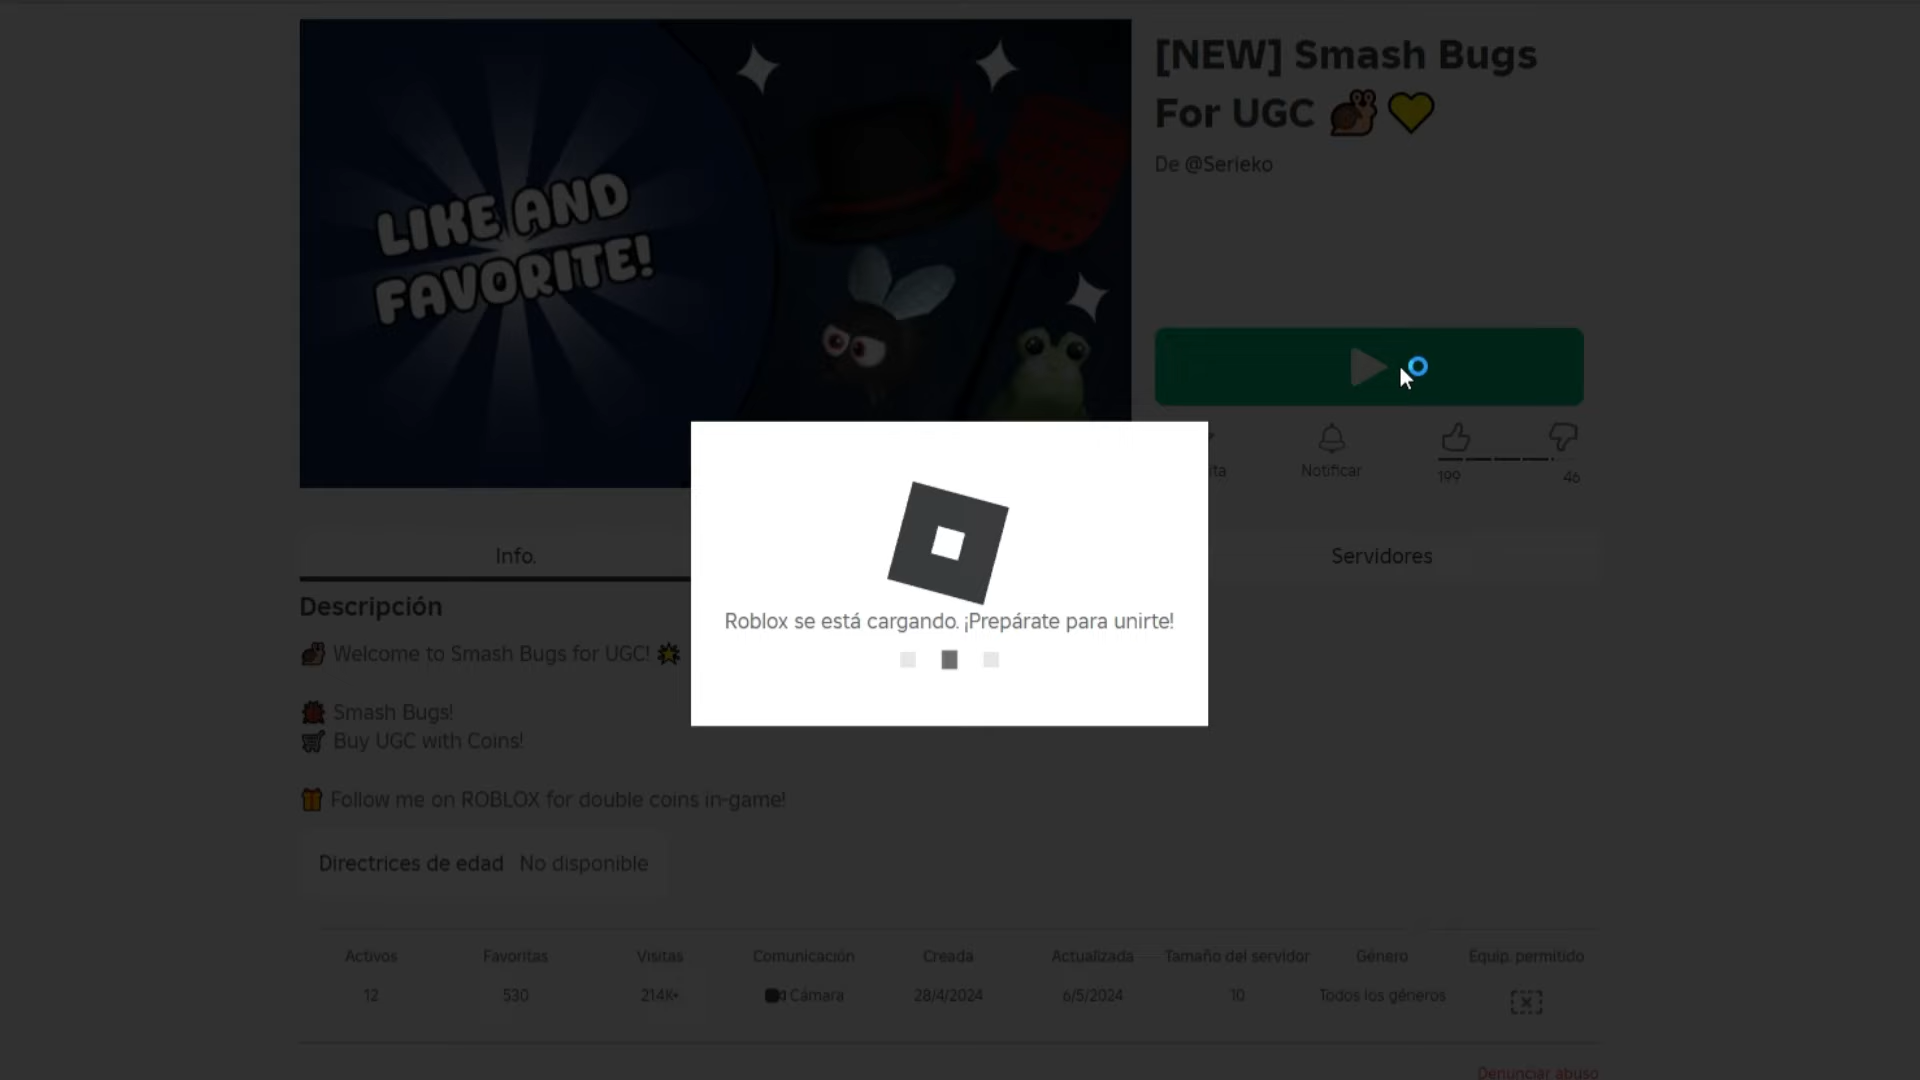 LIKE AND
FAVORITE!
[NEW] Smash Bugs
For UGC 🐌 💛
De @Serieko
Notificar
199
46
Info.
Servidores
Roblox se está cargando. ¡Prepárate para unirte!
Descripción
🐌 Welcome to Smash Bugs for UGC! 🌟
🐞 Smash Bugs!
🛒 Buy UGC with Coins!
🎁 Follow me on ROBLOX for double coins in-game!
Directrices de edad No disponible
Activos Favoritas Visitas Comunicación Creada Actualizada Tamaño del servidor Género Equip. permitido
12 530 214K+ Cámara 28/4/2024 6/5/2024 10 Todos los géneros
Denunciar abuso